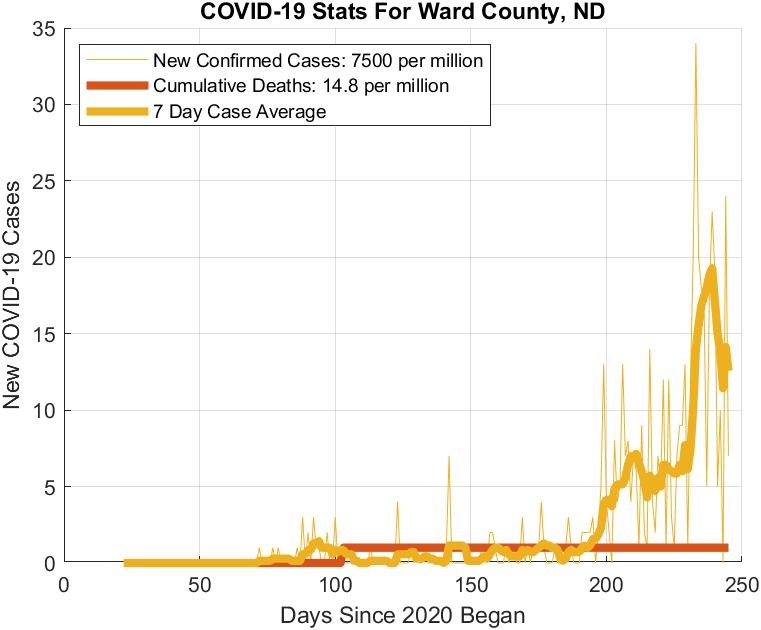 COVID-19 Stats For Ward County, ND
New Confirmed Cases: 7500 per million
Cumulative Deaths: 14.8 per million
7 Day Case Average
New COVID-19 Cases
35
30
25
20
15
10
5
0
0 50 100 150 200 250
Days Since 2020 Began